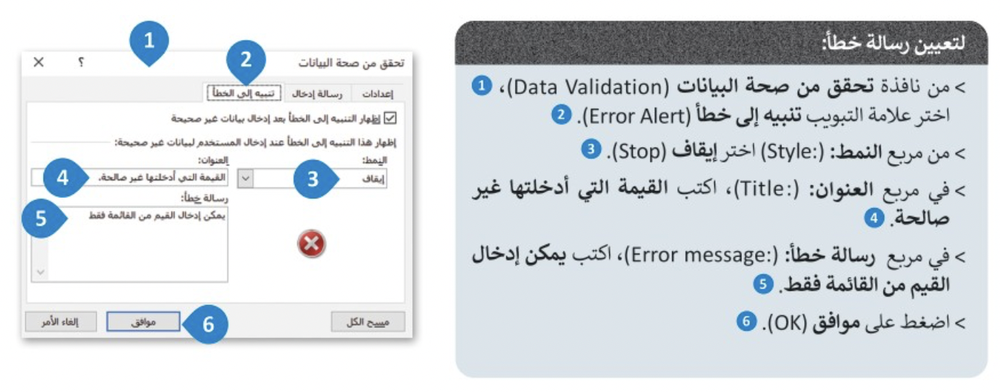 لتعيين رسالة خطأ:
> من نافذة تحقق من صحة البيانات (Data Validation)، 1
اختر علامة التبويب تنبيه إلى خطأ (Error Alert). 2
> من مربع النمط: (Style:) اختر إيقاف (Stop). 3
> في مربع العنوان: (Title:)، اكتب القيمة التي أدخلتها غير
صالحة. 4
> في مربع رسالة خطأ: (Error message:)، اكتب يمكن إدخال
القيم من القائمة فقط. 5
> اضغط على موافق (OK). 6
1
2
تحقق من صحة البيانات ؟ ×
إعدادات رسالة إدخال تنبيه إلى الخطأ
إظهار التنبيه إلى الخطأ بعد إدخال بيانات غير صحيحة
إظهار هذا التنبيه إلى الخطأ عند إدخال المستخدم لبيانات غير صحيحة:
النمط: العنوان:
إيقاف 3 القيمة التي أدخلتها غير صالحة. 4
رسالة خطأ:
يمكن إدخال القيم من القائمة فقط 5
مسح الكل 6 موافق إلغاء الأمر